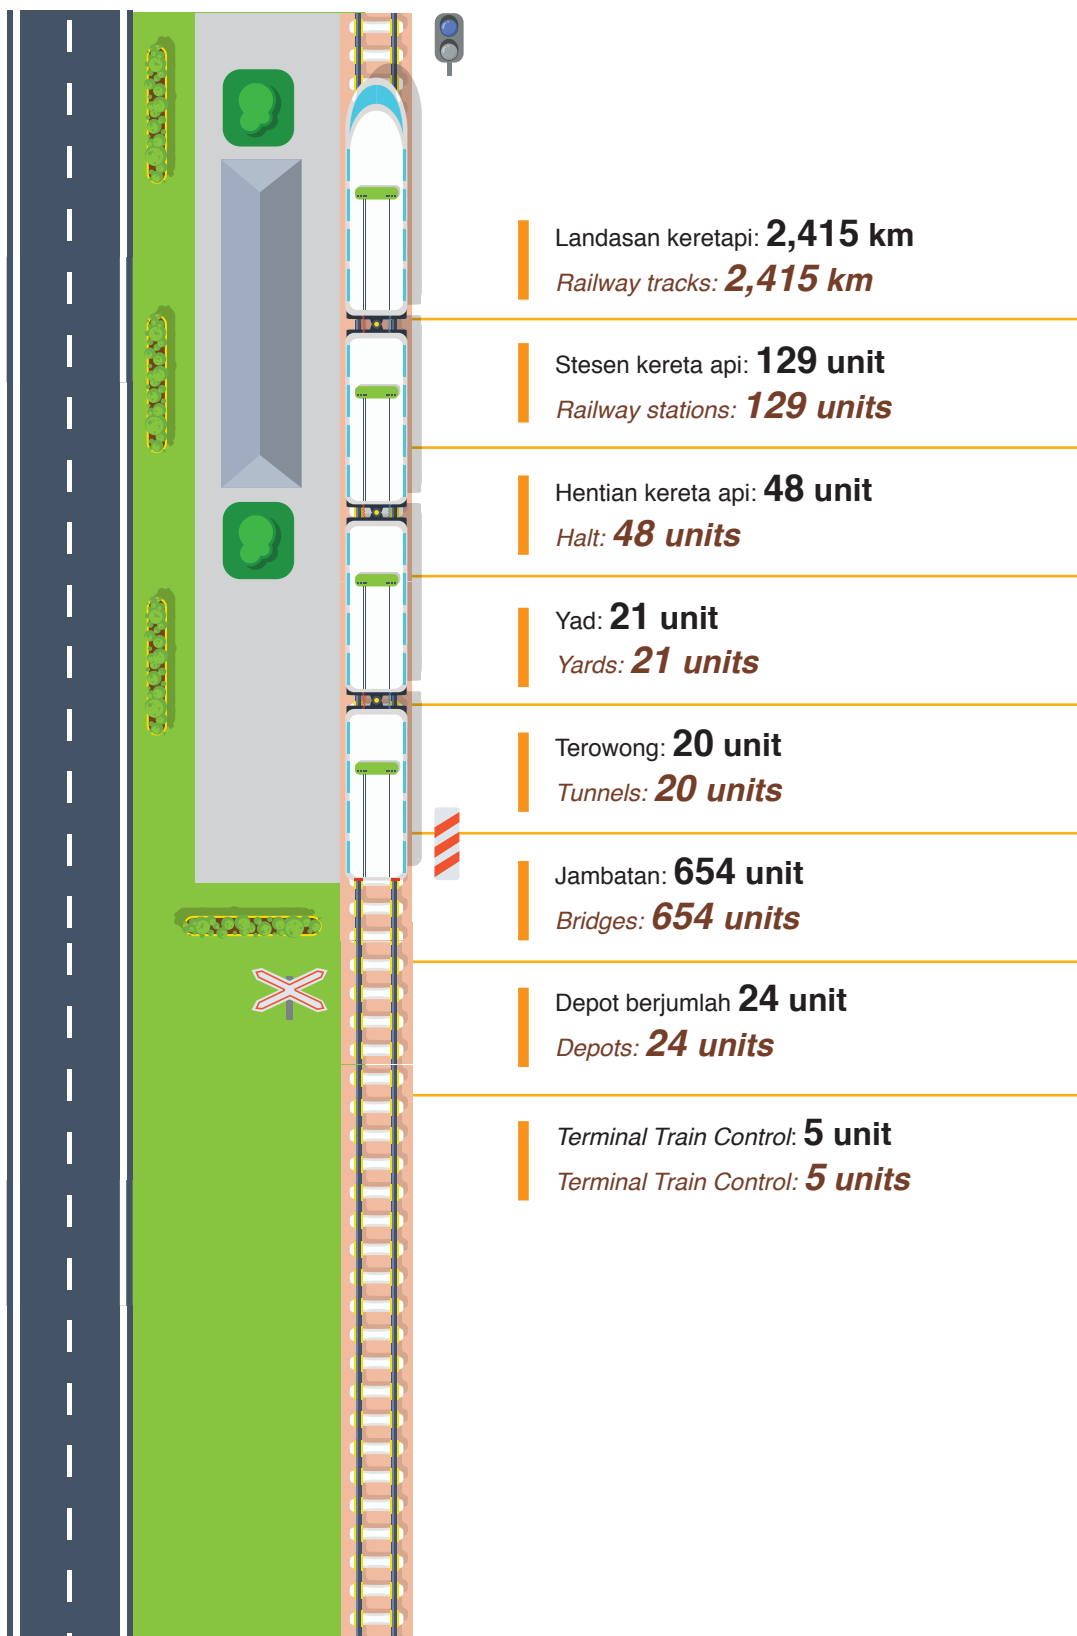 Landasan keretapi: 2,415 km
Railway tracks: 2,415 km
Stesen kereta api: 129 unit
Railway stations: 129 units
Hentian kereta api: 48 unit
Halt: 48 units
Yad: 21 unit
Yards: 21 units
Terowong: 20 unit
Tunnels: 20 units
Jambatan: 654 unit
Bridges: 654 units
Depot berjumlah 24 unit
Depots: 24 units
Terminal Train Control: 5 unit
Terminal Train Control: 5 units